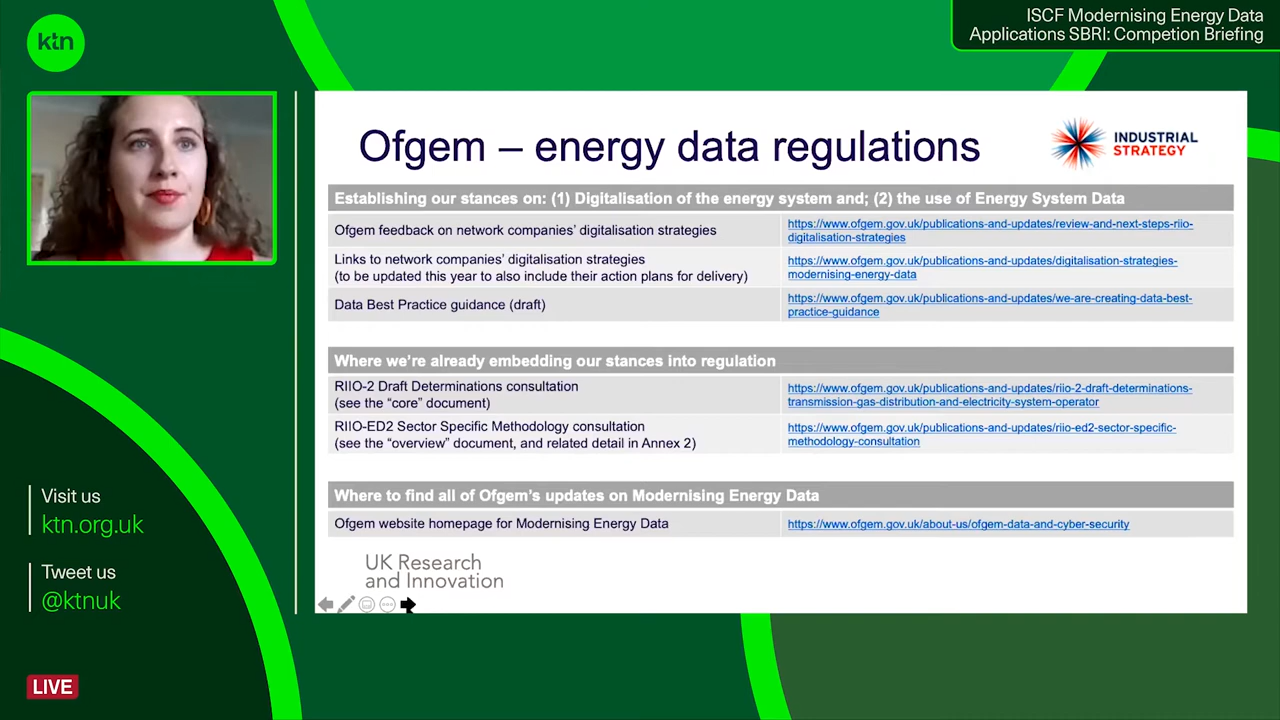 ktn
ISCF Modernising Energy Data
Applications SBRI: Competion Briefing
Ofgem – energy data regulations
INDUSTRIAL
STRATEGY
Establishing our stances on: (1) Digitalisation of the energy system and; (2) the use of Energy System Data
Ofgem feedback on network companies' digitalisation strategies
https://www.ofgem.gov.uk/publications-and-updates/review-and-next-steps-riio-
digitalisation-strategies
Links to network companies' digitalisation strategies
(to be updated this year to also include their action plans for delivery)
https://www.ofgem.gov.uk/publications-and-updates/digitalisation-strategies-
modernising-energy-data
Data Best Practice guidance (draft)
https://www.ofgem.gov.uk/publications-and-updates/we-are-creating-data-best-
practice-guidance
Where we're already embedding our stances into regulation
RIIO-2 Draft Determinations consultation
(see the “core” document)
https://www.ofgem.gov.uk/publications-and-updates/riio-2-draft-determinations-
transmission-gas-distribution-and-electricity-system-operator
RIIO-ED2 Sector Specific Methodology consultation
(see the “overview” document, and related detail in Annex 2)
https://www.ofgem.gov.uk/publications-and-updates/riio-ed2-sector-specific-
methodology-consultation
Where to find all of Ofgem's updates on Modernising Energy Data
Ofgem website homepage for Modernising Energy Data
https://www.ofgem.gov.uk/about-us/ofgem-data-and-cyber-security
UK Research
and Innovation
Visit us
ktn.org.uk
Tweet us
@ktnuk
LIVE